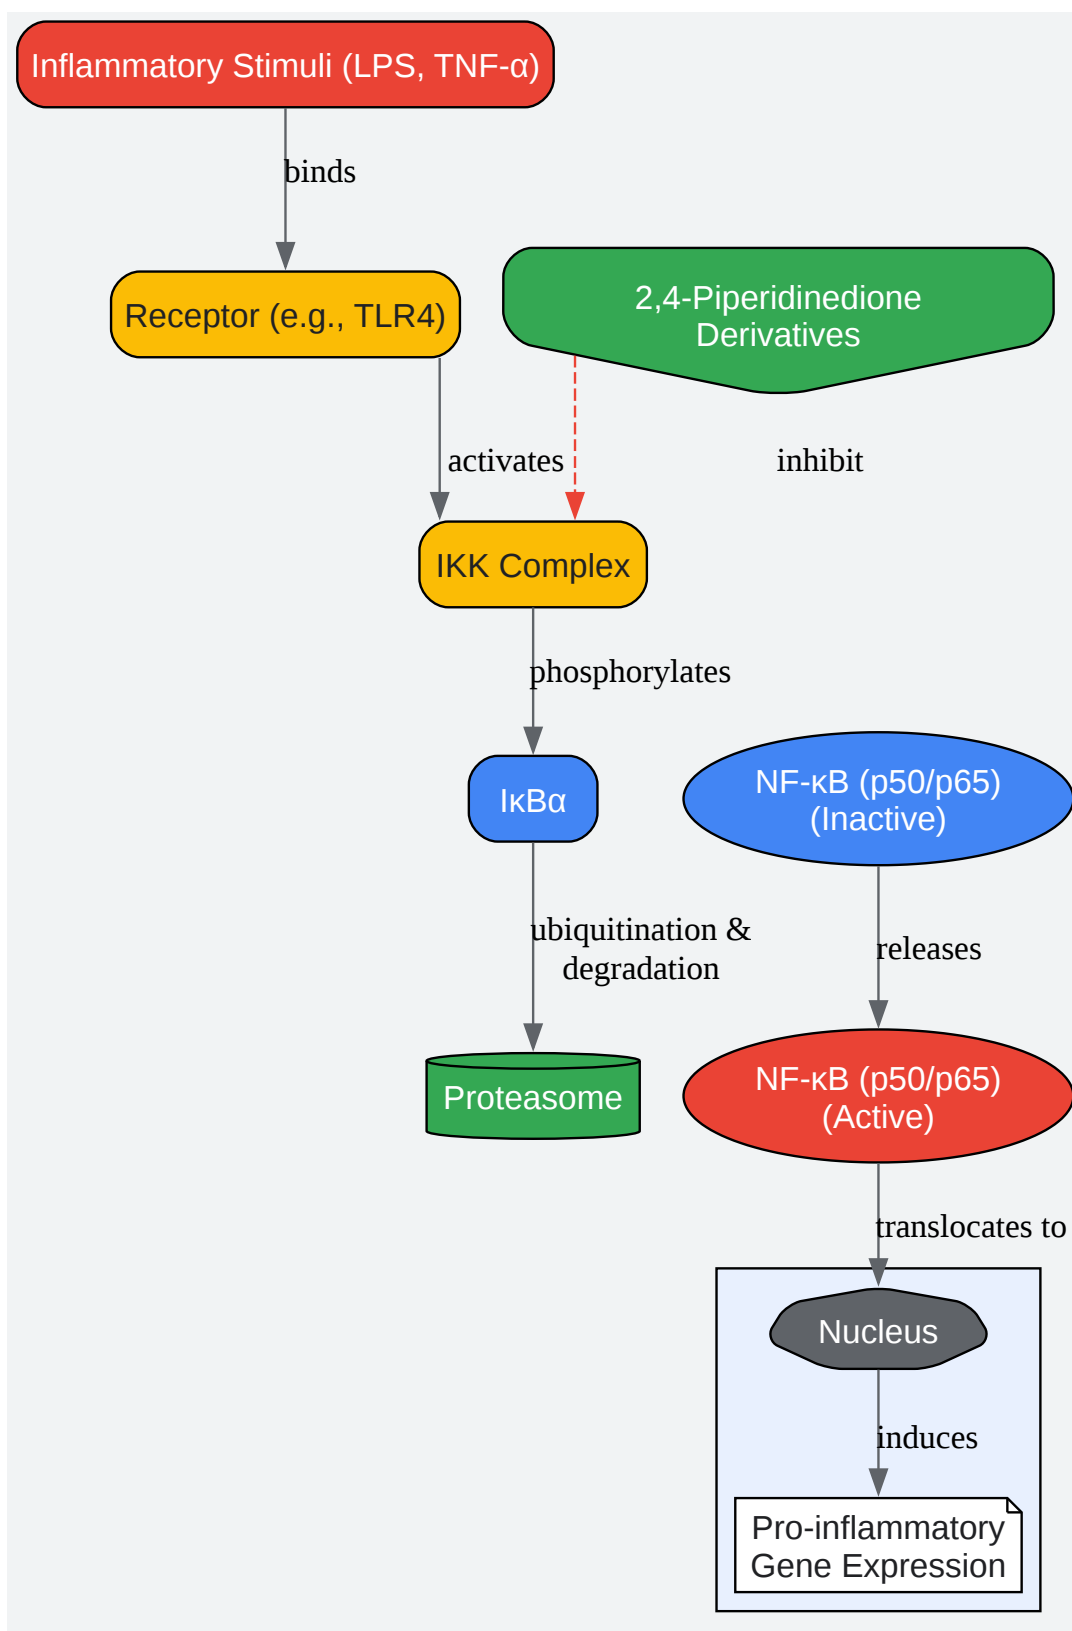 Inflammatory Stimuli (LPS, TNF-α)
binds
Receptor (e.g., TLR4)
2,4-Piperidinedione
Derivatives
activates
inhibit
IKK Complex
phosphorylates
IκBα
NF-κB (p50/p65)
(Inactive)
ubiquitination &
degradation
releases
Proteasome
NF-κB (p50/p65)
(Active)
translocates to
Nucleus
induces
Pro-inflammatory
Gene Expression